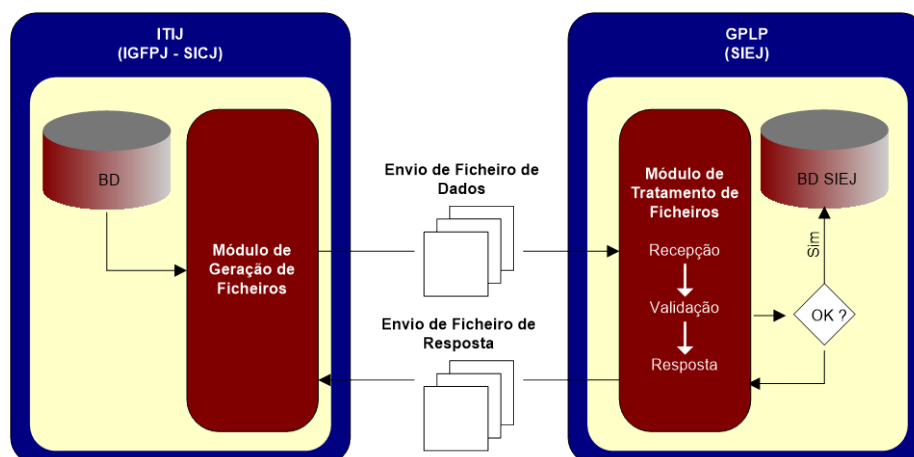 ITIJ
(IGFPJ - SICJ)
BD
Módulo de
Geração de
Ficheiros
Envio de Ficheiro de
Dados
Envio de Ficheiro de
Resposta
GPLP
(SIEJ)
Módulo de
Tratamento de
Ficheiros
Recepção
Validação
Resposta
BD SIEJ
Sim
OK ?